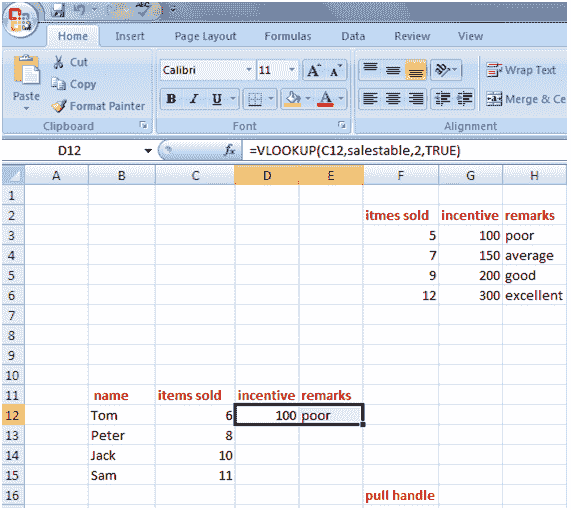 Home Insert Page Layout Formulas Data Review View
Cut
Copy
Format Painter
Paste
Clipboard
Calibri 11 A A
B I U A
Font
Alignment
Wrap Text
Merge & Ce
D12 fx =VLOOKUP(C12,salestable,2,TRUE)
A B C D E F G H
1
2 itmes sold incentive remarks
3 5 100 poor
4 7 150 average
5 9 200 good
6 12 300 excellent
7
8
9
10
11 name items sold incentive remarks
12 Tom 6 100 poor
13 Peter 8
14 Jack 10
15 Sam 11
16 pull handle